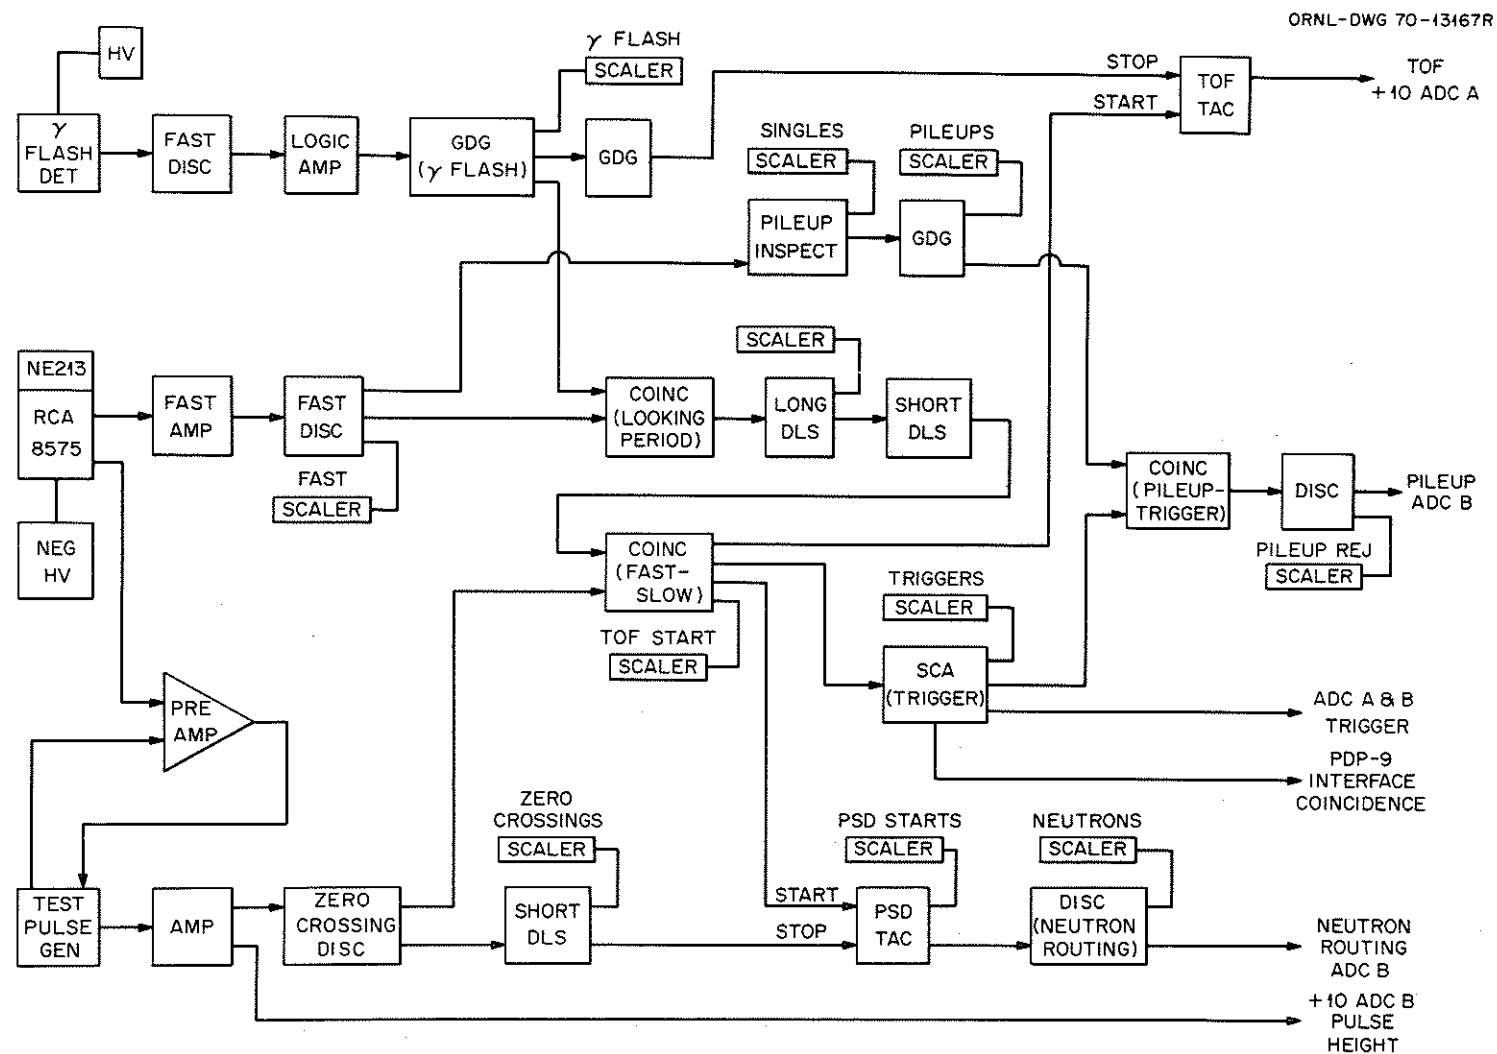 ORNL-DWG 70-13167R
HV
γ FLASH
SCALER
STOP
START
TOF
TAC
TOF
+10 ADC A
γ
FLASH
DET
FAST
DISC
LOGIC
AMP
GDG
(γ FLASH)
GDG
SINGLES
SCALER
PILEUPS
SCALER
PILEUP
INSPECT
GDG
NE213
RCA
8575
FAST
AMP
FAST
DISC
FAST
SCALER
COINC
(LOOKING
PERIOD)
SCALER
LONG
DLS
SHORT
DLS
COINC
(PILEUP-
TRIGGER)
DISC
PILEUP
ADC B
PILEUP REJ
SCALER
NEG
HV
COINC
(FAST-
SLOW)
TOF START
SCALER
TRIGGERS
SCALER
SCA
(TRIGGER)
ADC A & B
TRIGGER
PDP-9
INTERFACE
COINCIDENCE
PRE
AMP
TEST
PULSE
GEN
AMP
ZERO
CROSSING
DISC
ZERO
CROSSINGS
SCALER
SHORT
DLS
START
STOP
PSD STARTS
SCALER
PSD
TAC
NEUTRONS
SCALER
DISC
(NEUTRON
ROUTING)
NEUTRON
ROUTING
ADC B
+10 ADC B
PULSE
HEIGHT